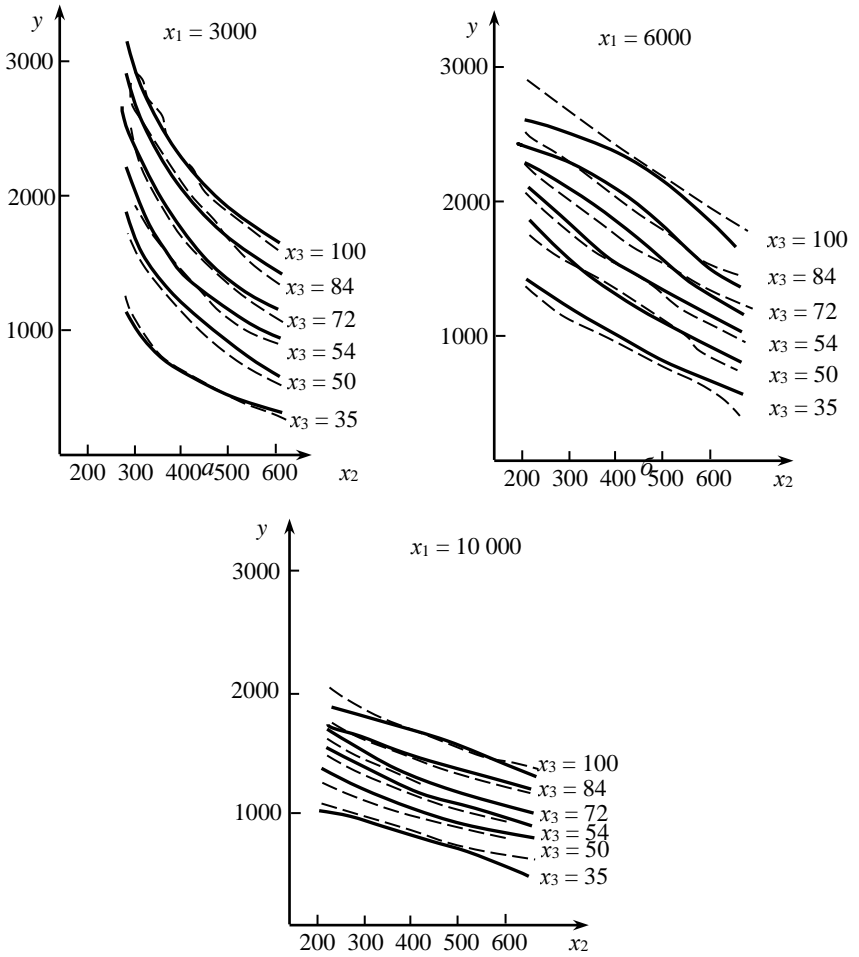 y
x1 = 3000
3000
2000
1000
x3 = 100
x3 = 84
x3 = 72
x3 = 54
x3 = 50
x3 = 35
200 300 400 а 500 600 x2
y
x1 = 6000
3000
2000
1000
x3 = 100
x3 = 84
x3 = 72
x3 = 54
x3 = 50
x3 = 35
200 300 400 б 500 600 x2
y
x1 = 10 000
3000
2000
1000
x3 = 100
x3 = 84
x3 = 72
x3 = 54
x3 = 50
x3 = 35
200 300 400 500 600 x2